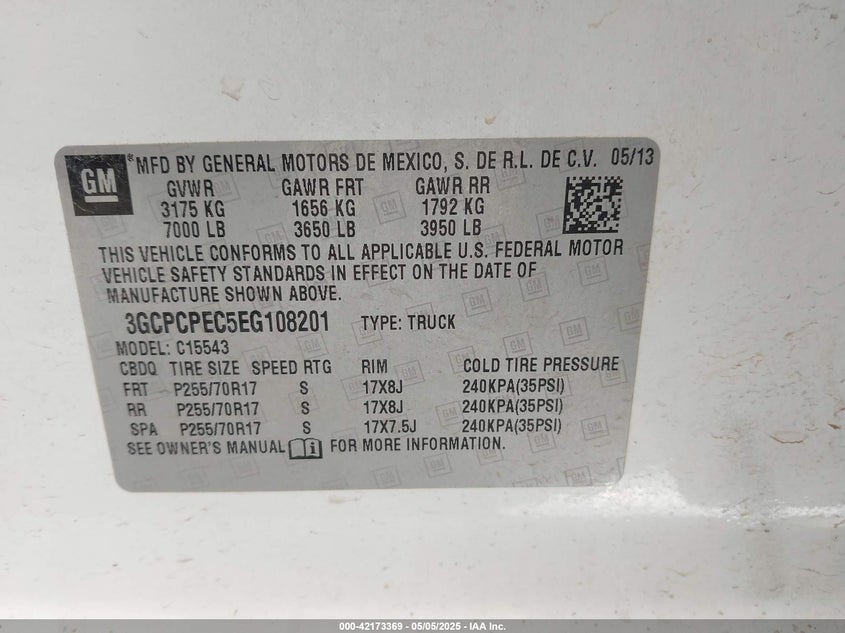 GM
® MFD BY GENERAL MOTORS DE MEXICO, S. DE R.L. DE C.V. 05/13
GVWR GAWR FRT GAWR RR
3175 KG 1656 KG 1792 KG
7000 LB 3650 LB 3950 LB
THIS VEHICLE CONFORMS TO ALL APPLICABLE U.S. FEDERAL MOTOR
VEHICLE SAFETY STANDARDS IN EFFECT ON THE DATE OF
MANUFACTURE SHOWN ABOVE.
3GCPCPEC5EG108201 TYPE: TRUCK
MODEL: C15543
CBDQ TIRE SIZE SPEED RTG RIM COLD TIRE PRESSURE
FRT P255/70R17 S 17X8J 240KPA(35PSI)
RR P255/70R17 S 17X8J 240KPA(35PSI)
SPA P255/70R17 S 17X7.5J 240KPA(35PSI)
SEE OWNER'S MANUAL i FOR MORE INFORMATION.
000-42173369 | 05/05/2025 - IAA Inc.